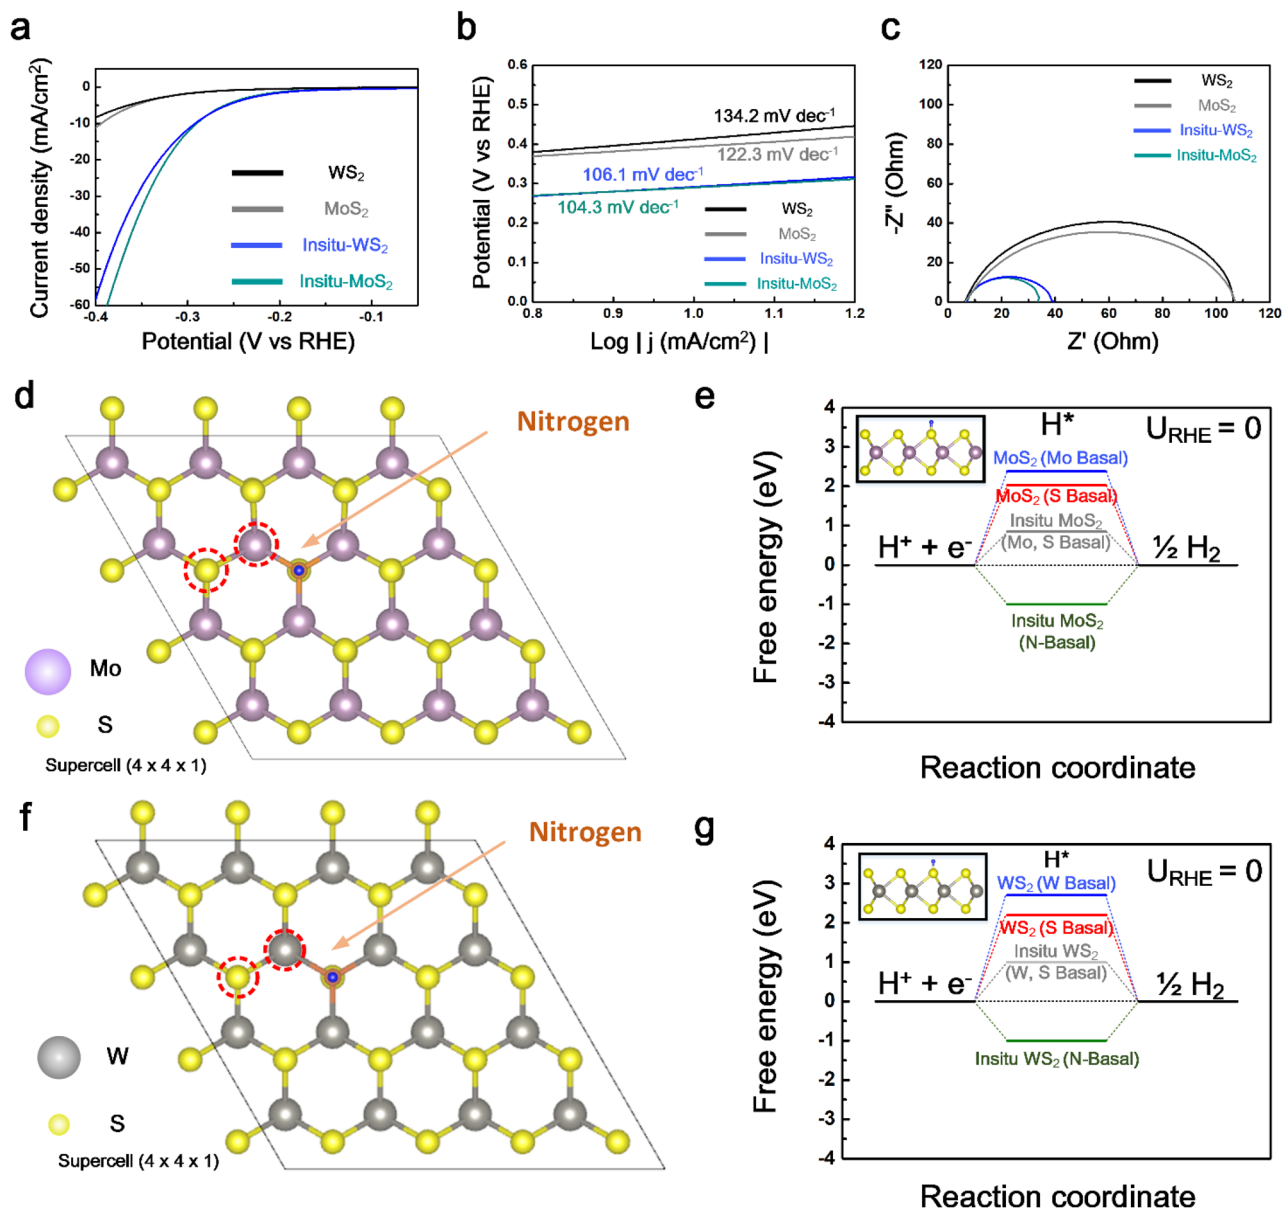 a
Current density (mA/cm²)
0
-10
-20
-30
-40
-50
-60
-0.4
-0.3
-0.2
-0.1
Potential (V vs RHE)
WS₂
MoS₂
Insitu-WS₂
Insitu-MoS₂
b
Potential (V vs RHE)
0.6
0.5
0.4
0.3
0.2
0.1
0.0
0.8
0.9
1.0
1.1
1.2
Log | j (mA/cm²) |
134.2 mV dec⁻¹
122.3 mV dec⁻¹
106.1 mV dec⁻¹
104.3 mV dec⁻¹
WS₂
MoS₂
Insitu-WS₂
Insitu-MoS₂
c
-Z" (Ohm)
120
100
80
60
40
20
0
0
20
40
60
80
100
120
Z' (Ohm)
WS₂
MoS₂
Insitu-WS₂
Insitu-MoS₂
d
Nitrogen
Mo
S
Supercell (4 x 4 x 1)
e
Free energy (eV)
4
3
2
1
0
-1
-2
-3
-4
H*
U_RHE = 0
MoS₂ (Mo Basal)
MoS₂ (S Basal)
Insitu MoS₂
(Mo, S Basal)
H⁺ + e⁻
½ H₂
Insitu MoS₂
(N-Basal)
Reaction coordinate
f
Nitrogen
W
S
Supercell (4 x 4 x 1)
g
Free energy (eV)
4
3
2
1
0
-1
-2
-3
-4
H*
U_RHE = 0
WS₂ (W Basal)
WS₂ (S Basal)
Insitu WS₂
(W, S Basal)
H⁺ + e⁻
½ H₂
Insitu WS₂ (N-Basal)
Reaction coordinate